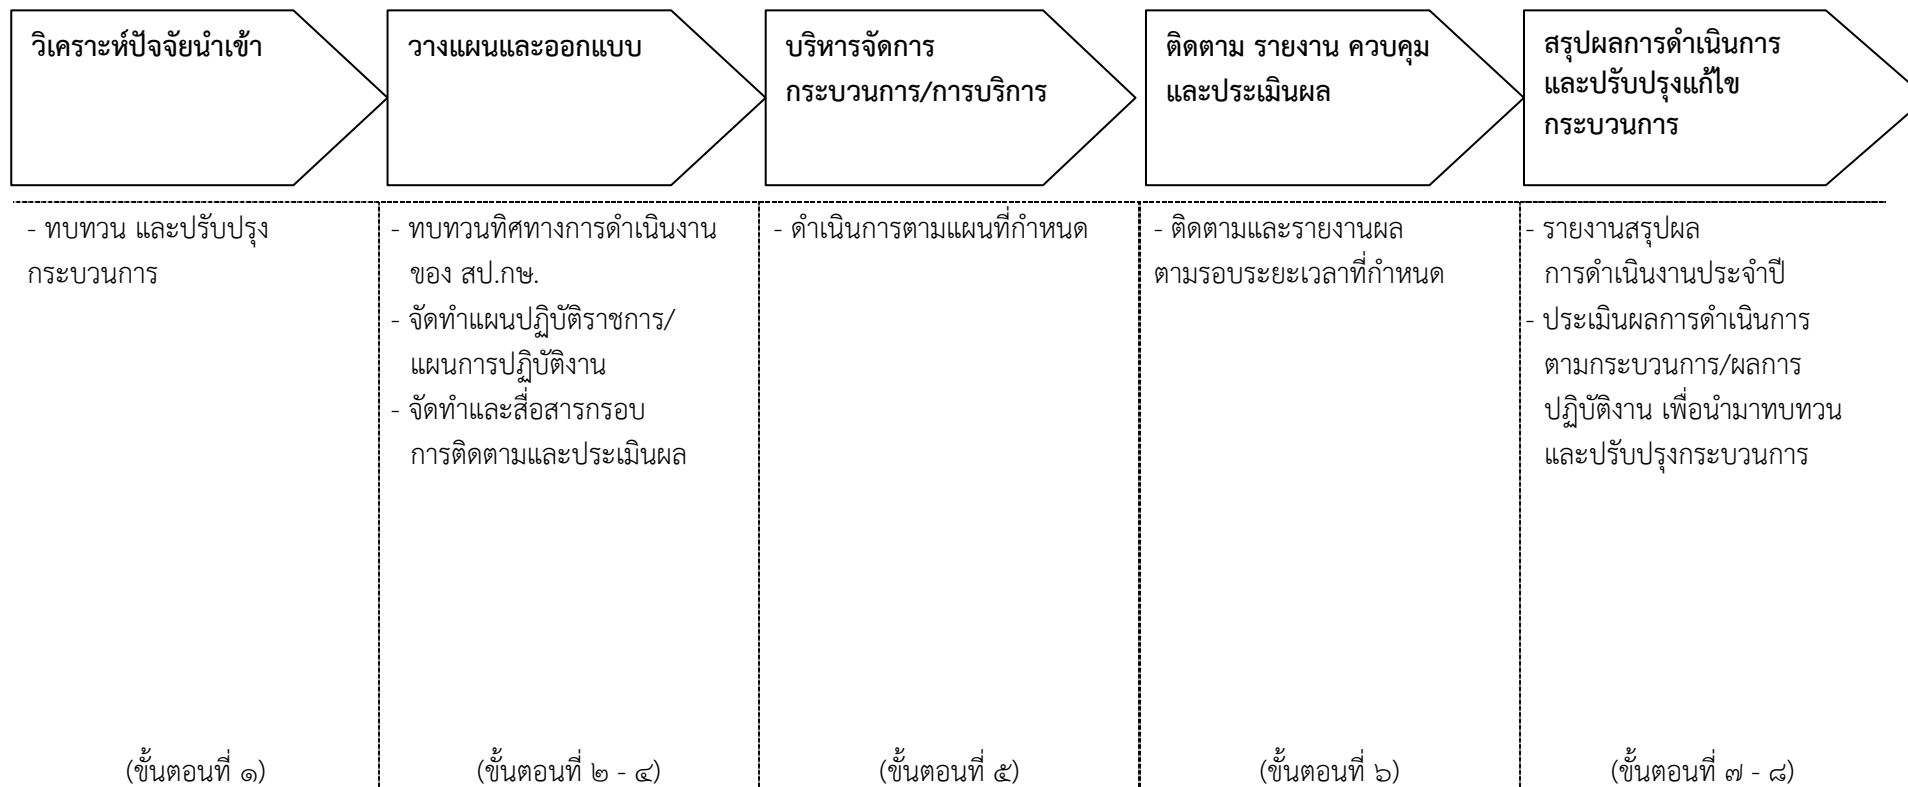 วิเคราะห์ปัจจัยนำเข้า
วางแผนและออกแบบ
บริหารจัดการ
กระบวนการ/การบริการ
ติดตาม รายงาน ควบคุม
และประเมินผล
สรุปผลการดำเนินการ
และปรับปรุงแก้ไข
กระบวนการ
- ทบทวน และปรับปรุง
กระบวนการ
- ทบทวนทิศทางการดำเนินงาน
ของ สป.กษ.
- จัดทำแผนปฏิบัติราชการ/
แผนการปฏิบัติงาน
- จัดทำและสื่อสารกรอบ
การติดตามและประเมินผล
- ดำเนินการตามแผนที่กำหนด
- ติดตามและรายงานผล
ตามรอบระยะเวลาที่กำหนด
- รายงานสรุปผล
การดำเนินงานประจำปี
- ประเมินผลการดำเนินการ
ตามกระบวนการ/ผลการ
ปฏิบัติงาน เพื่อนำมาทบทวน
และปรับปรุงกระบวนการ
(ขั้นตอนที่ ๑)
(ขั้นตอนที่ ๒ - ๔)
(ขั้นตอนที่ ๕)
(ขั้นตอนที่ ๖)
(ขั้นตอนที่ ๗ - ๘)